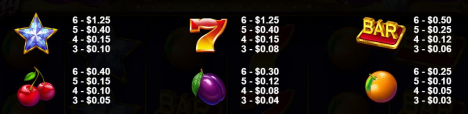 6 - $1.25
5 - $0.40
4 - $0.15
3 - $0.10
7
6 - $1.25
5 - $0.40
4 - $0.15
3 - $0.08
BAR
6 - $0.50
5 - $0.25
4 - $0.12
3 - $0.06
6 - $0.40
5 - $0.15
4 - $0.10
3 - $0.05
6 - $0.30
5 - $0.12
4 - $0.08
3 - $0.04
6 - $0.25
5 - $0.10
4 - $0.05
3 - $0.03